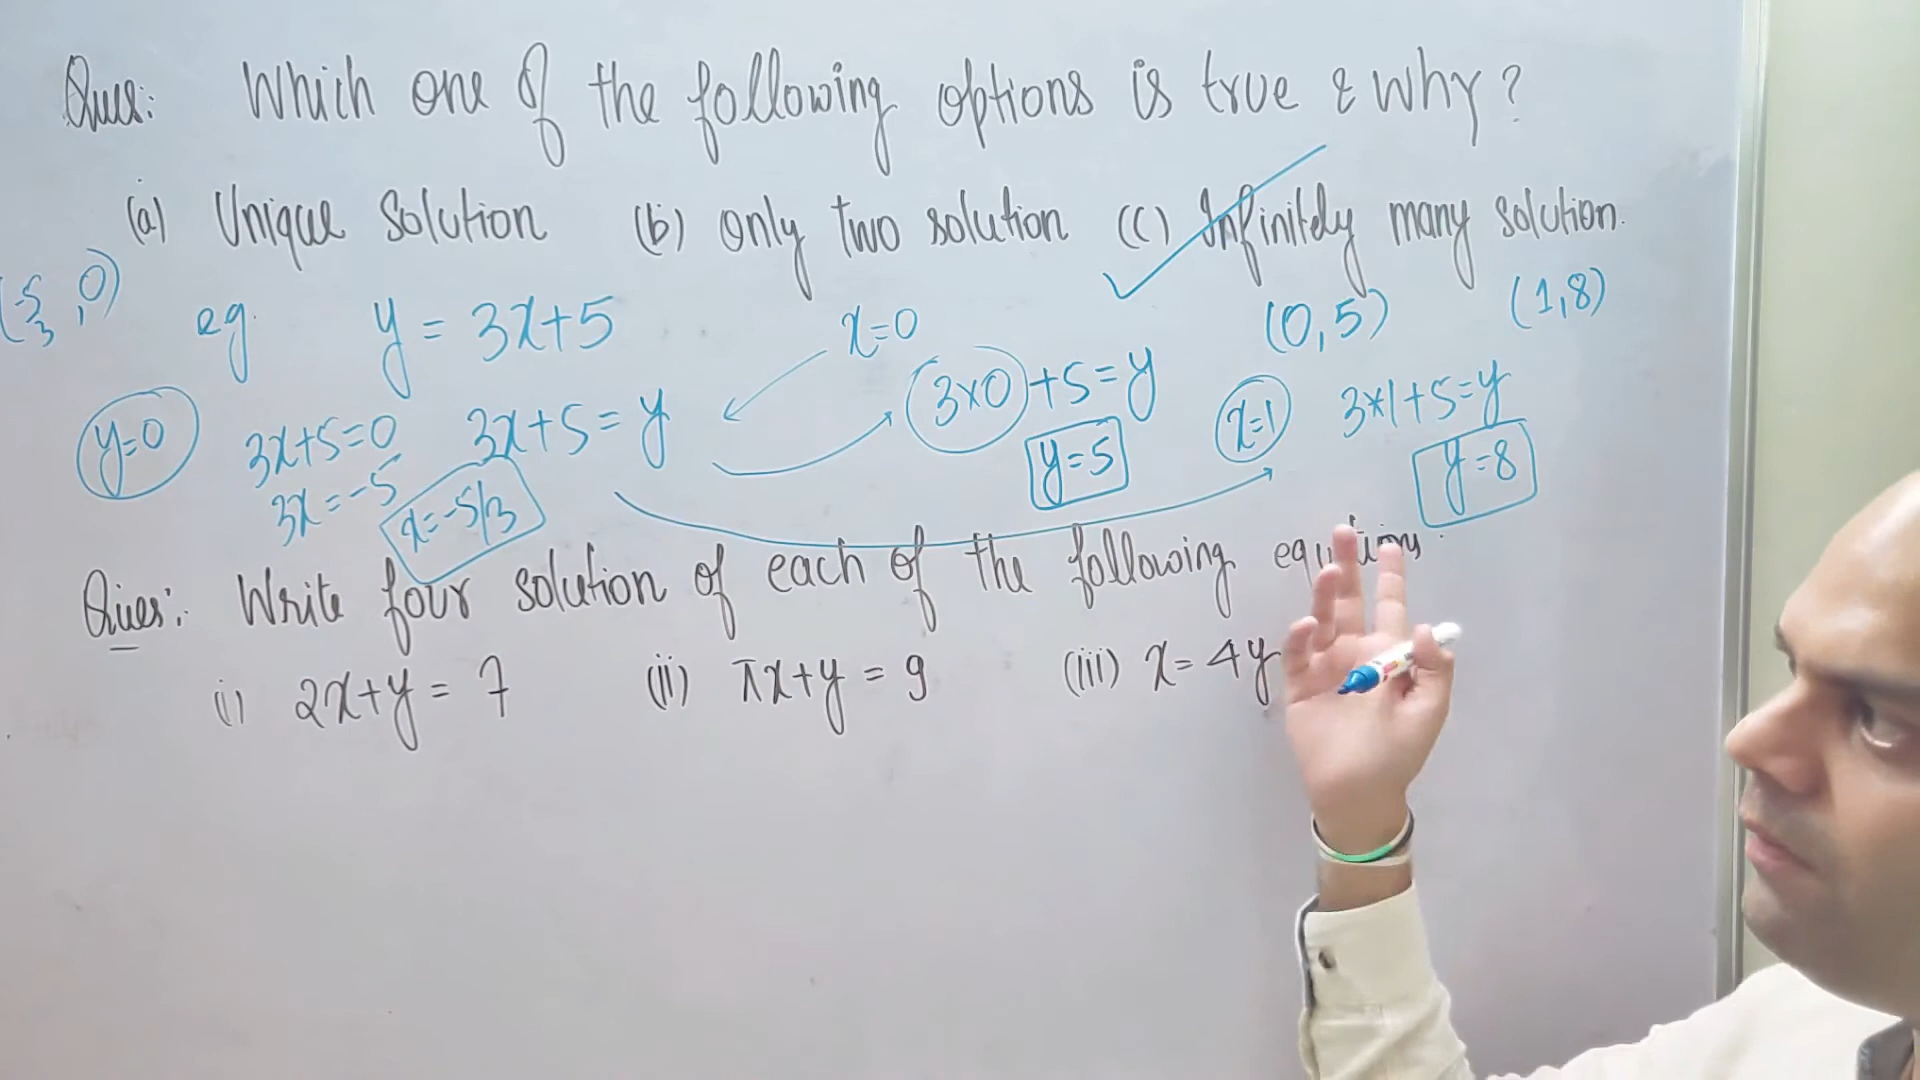 Ques: Which one of the following options is true & why?
(a) Unique Solution (b) only two solution (c) Infinitely many solution.
(-5/3, 0) eg. y = 3x+5 x=0 (0,5) (1,8)
y=0 3x+5=0 3x+5=y 3×0+5=y x=1 3*1+5=y
3x=-5 x=-5/3 y=5 y=8
Ques: Write four solution of each of the following
(i) 2x+y = 7 (ii) πx+y = 9 (iii) x = 4y